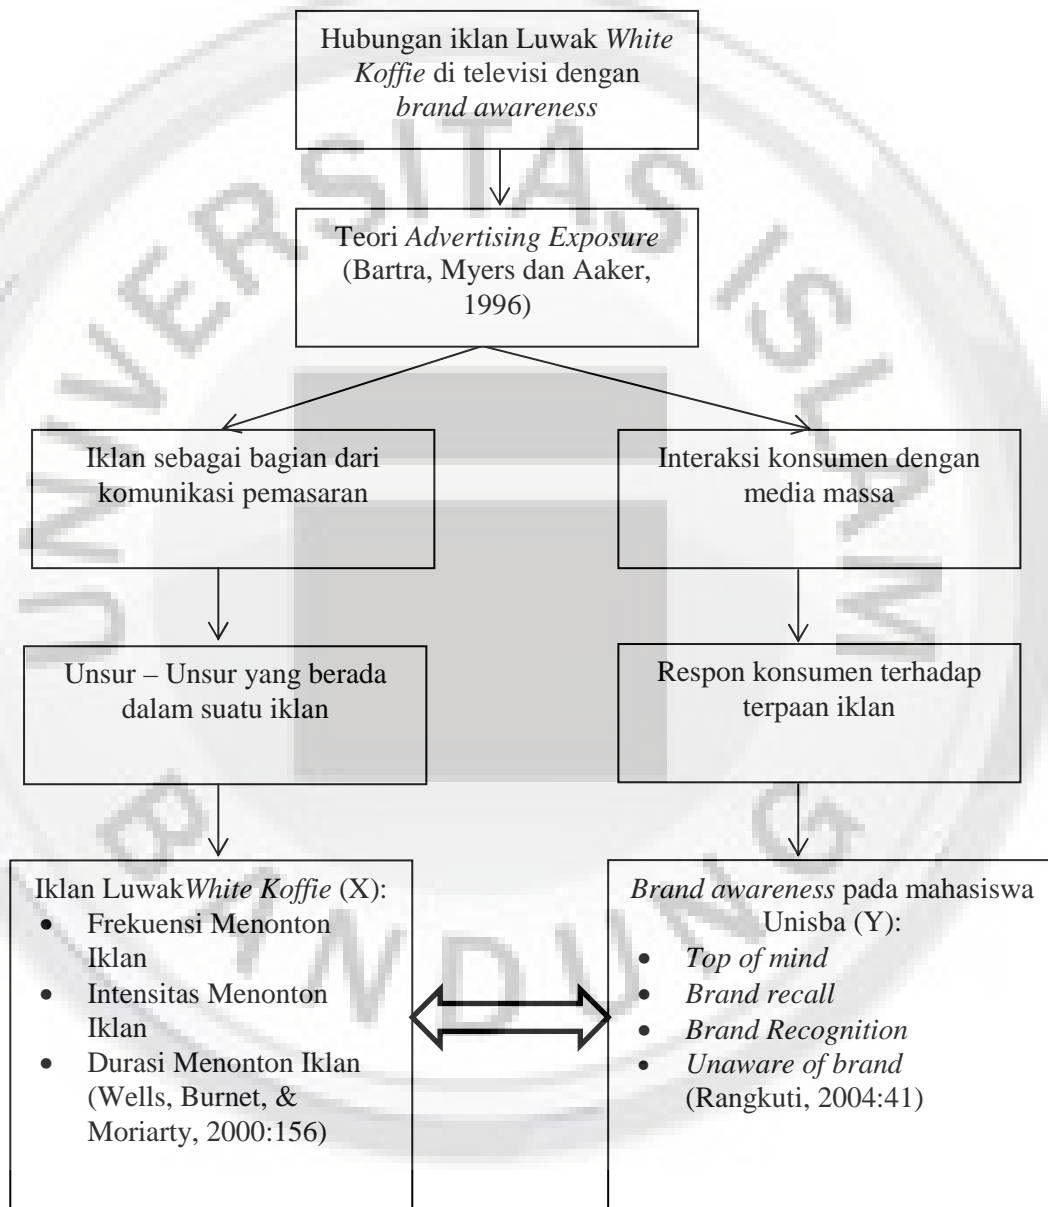 Hubungan iklan Luwak White
Koffie di televisi dengan
brand awareness
Teori Advertising Exposure
(Bartra, Myers dan Aaker,
1996)
Iklan sebagai bagian dari
komunikasi pemasaran
Interaksi konsumen dengan
media massa
Unsur – Unsur yang berada
dalam suatu iklan
Respon konsumen terhadap
terpaan iklan
Iklan LuwakWhite Koffie (X):
• Frekuensi Menonton
Iklan
• Intensitas Menonton
Iklan
• Durasi Menonton Iklan
(Wells, Burnet, &
Moriarty, 2000:156)
Brand awareness pada mahasiswa
Unisba (Y):
• Top of mind
• Brand recall
• Brand Recognition
• Unaware of brand
(Rangkuti, 2004:41)
UNIVERSITAS ISLAM
BANDUNG